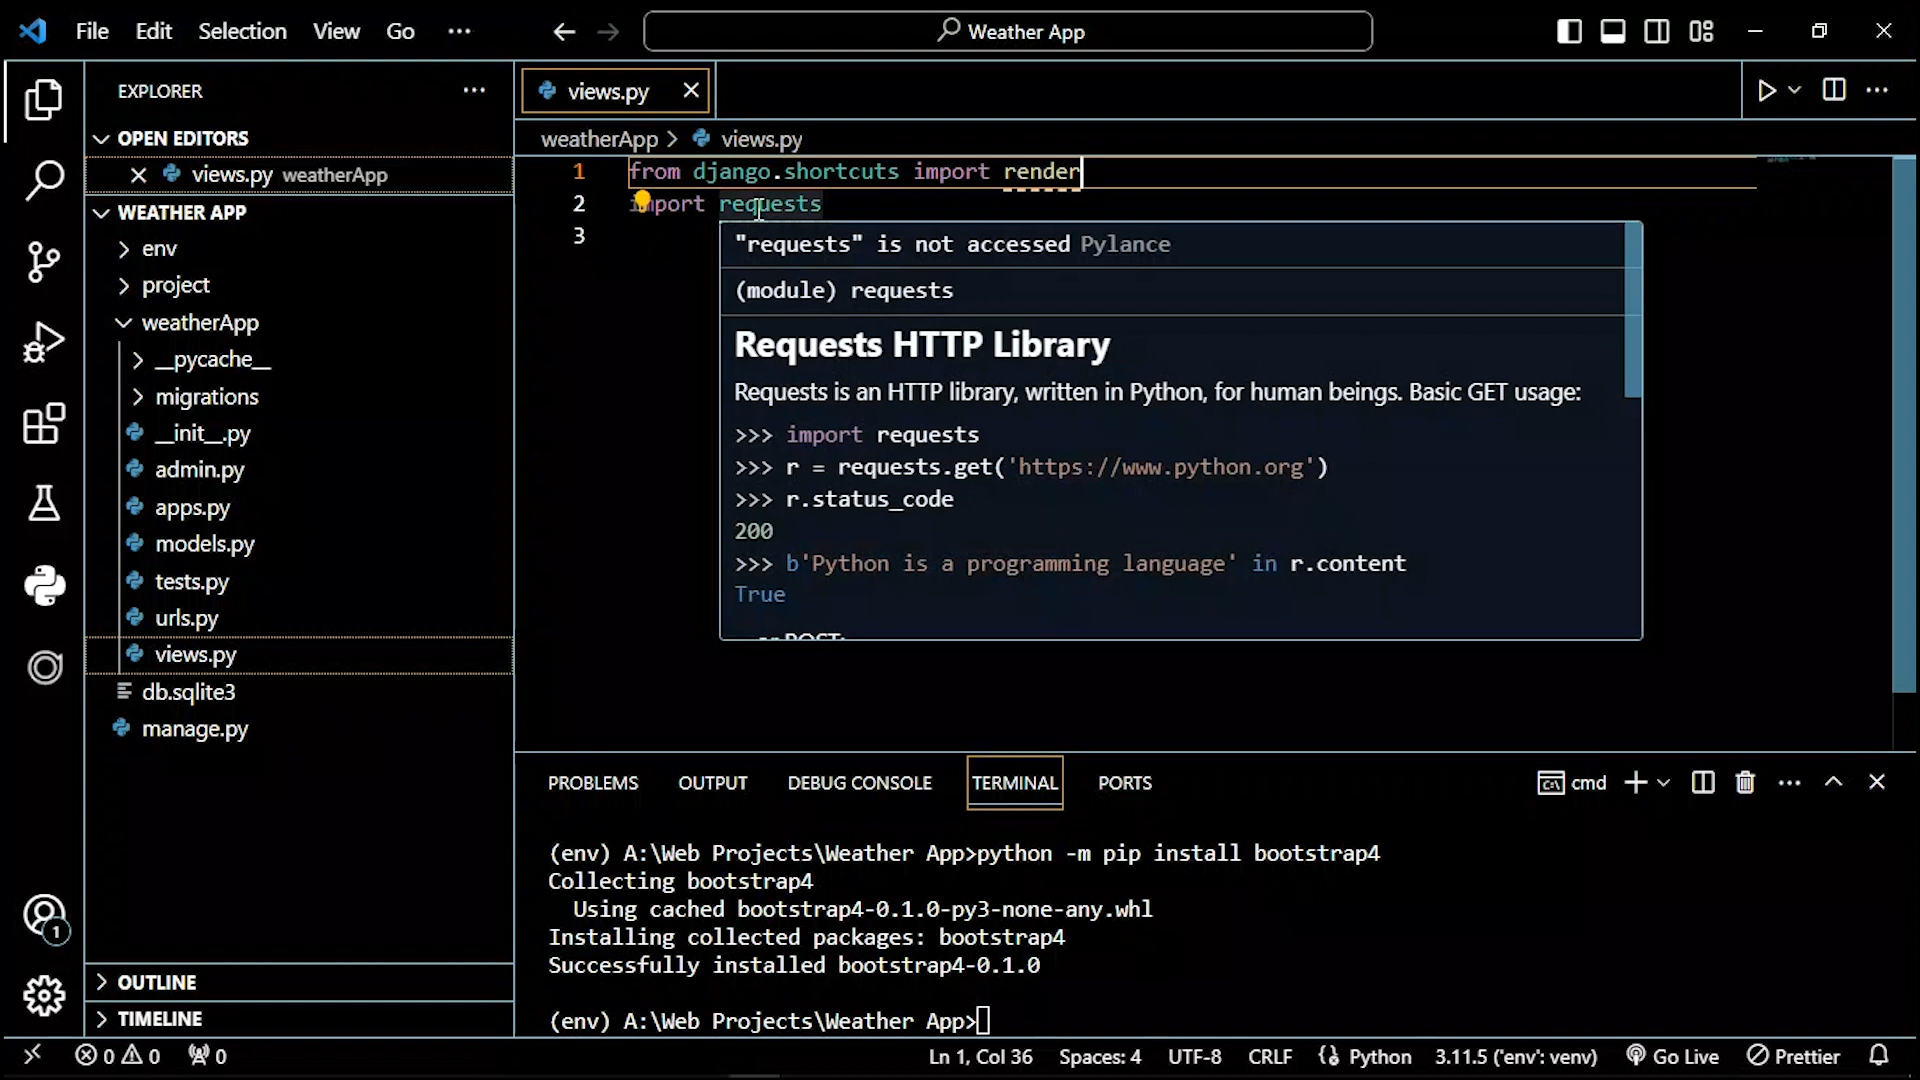 File Edit Selection View Go ···
Weather App
EXPLORER
OPEN EDITORS
views.py weatherApp
WEATHER APP
env
project
weatherApp
__pycache__
migrations
__init__.py
admin.py
apps.py
models.py
tests.py
urls.py
views.py
db.sqlite3
manage.py
OUTLINE
TIMELINE
views.py
weatherApp > views.py
1 from django.shortcuts import render
2 import requests
3
"requests" is not accessed Pylance
(module) requests
Requests HTTP Library
Requests is an HTTP library, written in Python, for human beings. Basic GET usage:
>>> import requests
>>> r = requests.get('https://www.python.org')
>>> r.status_code
200
>>> b'Python is a programming language' in r.content
True
POST:
PROBLEMS OUTPUT DEBUG CONSOLE TERMINAL PORTS
cmd
(env) A:\Web Projects\Weather App>python -m pip install bootstrap4
Collecting bootstrap4
Using cached bootstrap4-0.1.0-py3-none-any.whl
Installing collected packages: bootstrap4
Successfully installed bootstrap4-0.1.0
(env) A:\Web Projects\Weather App>
1
0 0 0
Ln 1, Col 36 Spaces: 4 UTF-8 CRLF Python 3.11.5 ('env': venv) Go Live Prettier